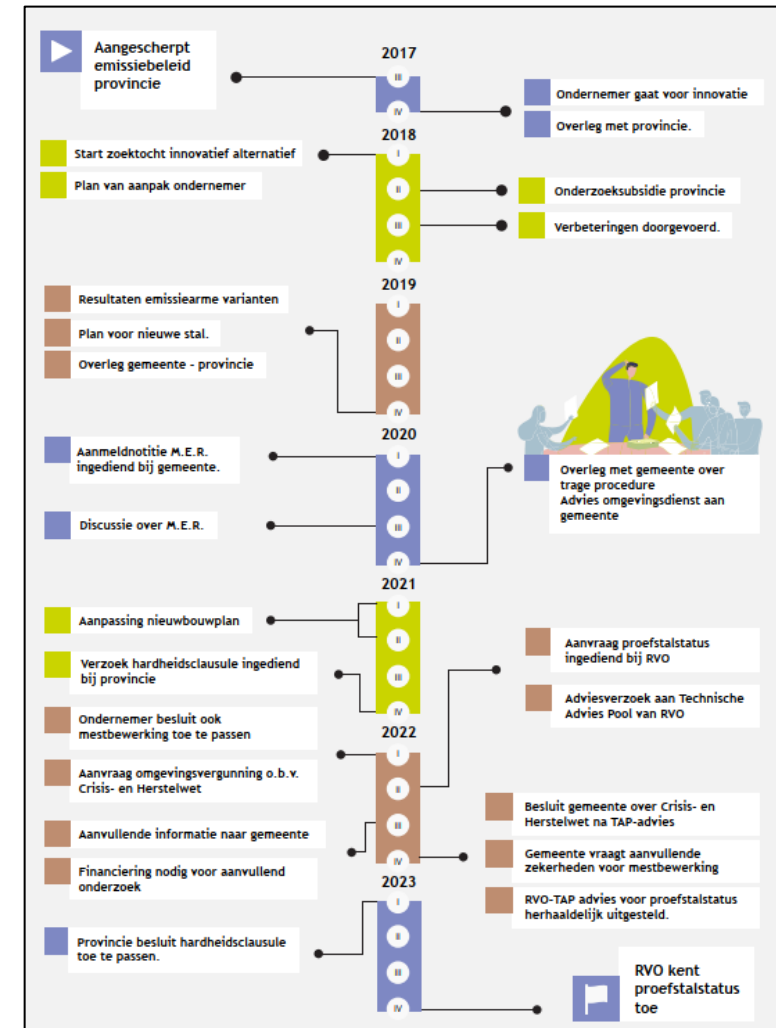 Aangescherpt
emissiebeleid
provincie
2017
III
IV
Ondernemer gaat voor innovatie
Overleg met provincie.
2018
Start zoektocht innovatief alternatief
Plan van aanpak ondernemer
I
II
III
IV
Onderzoeksubsidie provincie
Verbeteringen doorgevoerd.
2019
Resultaten emissiearme varianten
Plan voor nieuwe stal.
Overleg gemeente - provincie
I
II
III
IV
2020
Aanmeldnotitie M.E.R.
ingediend bij gemeente.
Discussie over M.E.R.
I
II
III
IV
Overleg met gemeente over
trage procedure
Advies omgevingsdienst aan
gemeente
2021
Aanpassing nieuwbouwplan
Verzoek hardheidsclausule ingediend
bij provincie
I
II
III
IV
Aanvraag proefstalstatus
ingediend bij RVO
Adviesverzoek aan Technische
Advies Pool van RVO
2022
Ondernemer besluit ook
mestbewerking toe te passen
Aanvraag omgevingsvergunning o.b.v.
Crisis- en Herstelwet
Aanvullende informatie naar gemeente
Financiering nodig voor aanvullend
onderzoek
I
II
III
IV
Besluit gemeente over Crisis- en
Herstelwet na TAP-advies
Gemeente vraagt aanvullende
zekerheden voor mestbewerking
RVO-TAP advies voor proefstalstatus
herhaaldelijk uitgesteld.
2023
Provincie besluit hardheidsclausule
toe te passen.
I
II
III
IV
RVO kent
proefstalstatus
toe